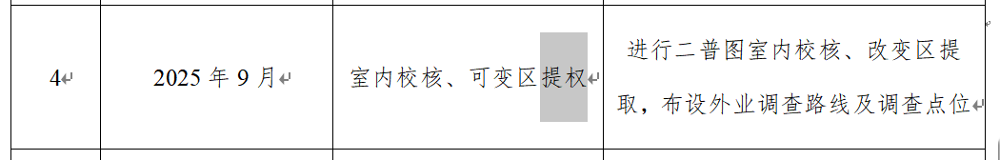 4
2025 年 9 月
室内校核、可变区提权
进行二普图室内校核、改变区提
取，布设外业调查路线及调查点位